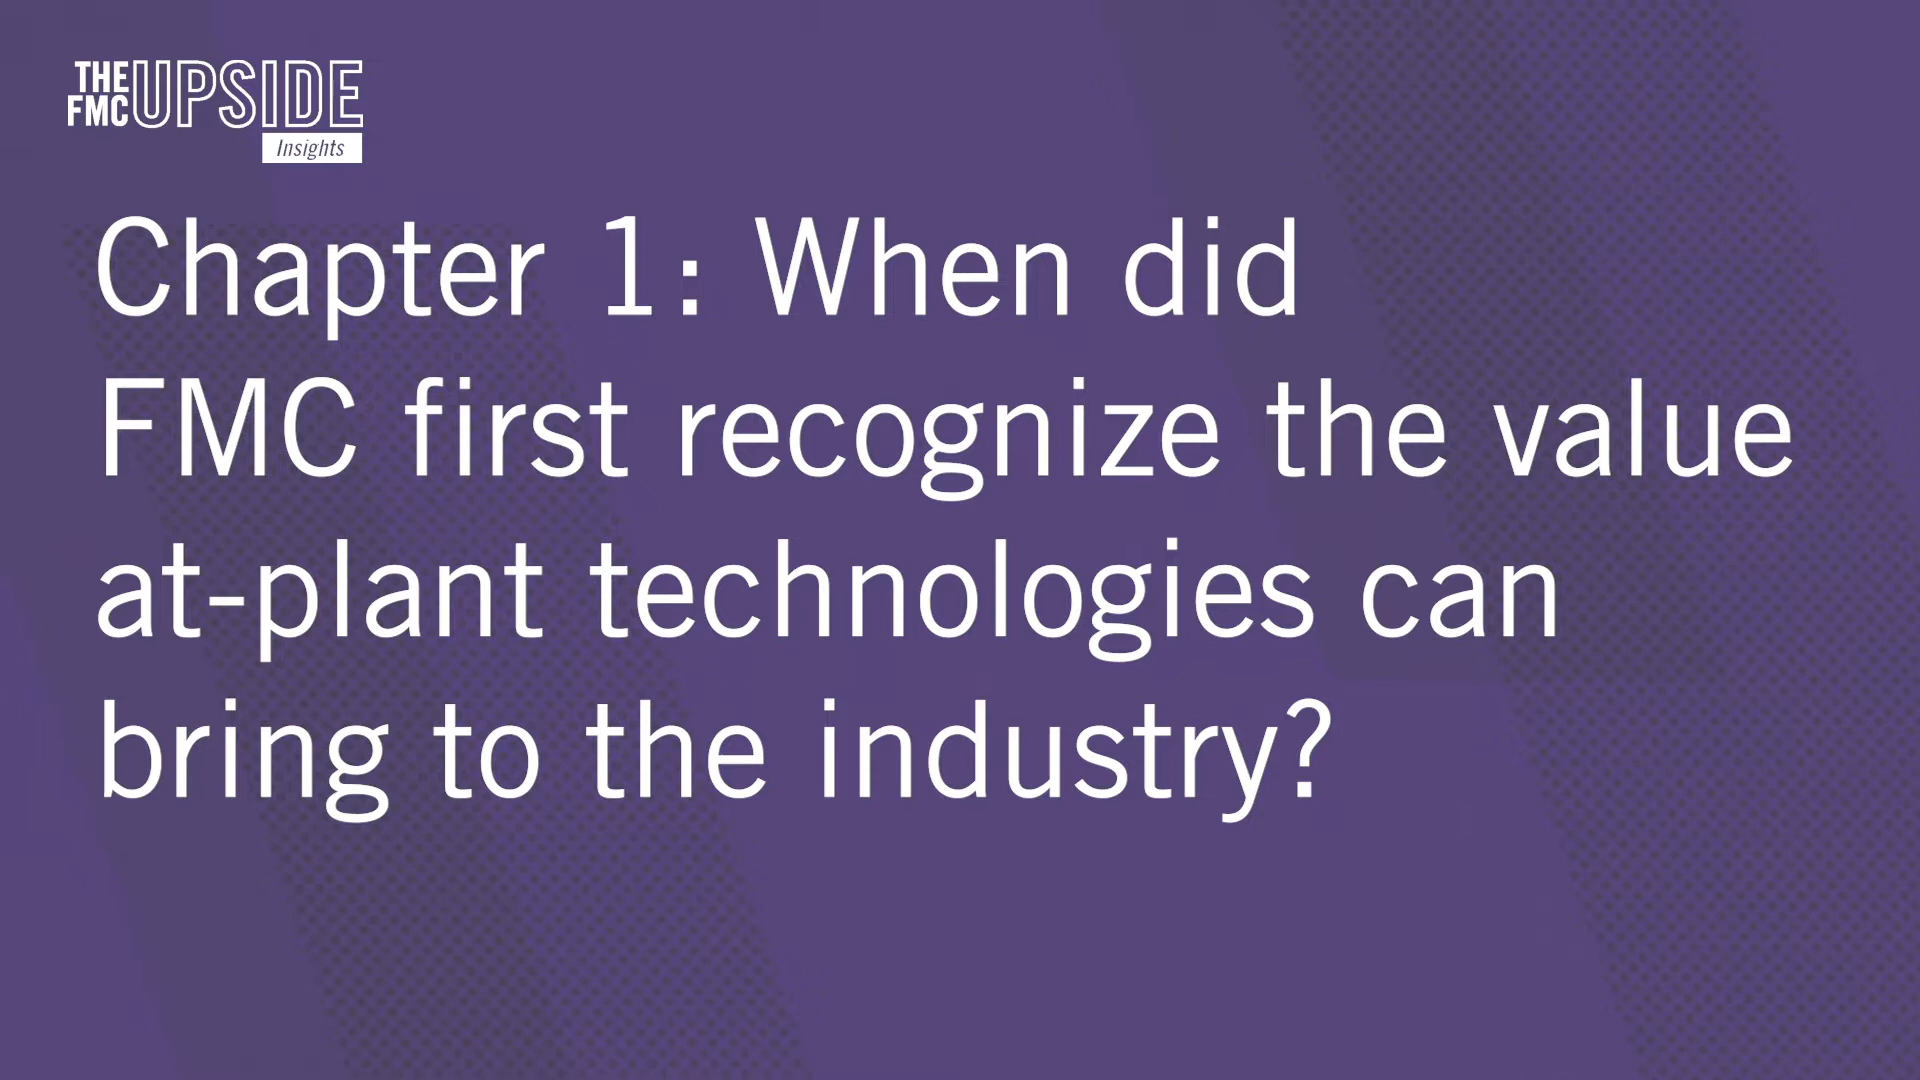 THE
FMC UPSIDE
Insights
Chapter 1: When did
FMC first recognize the value
at-plant technologies can
bring to the industry?